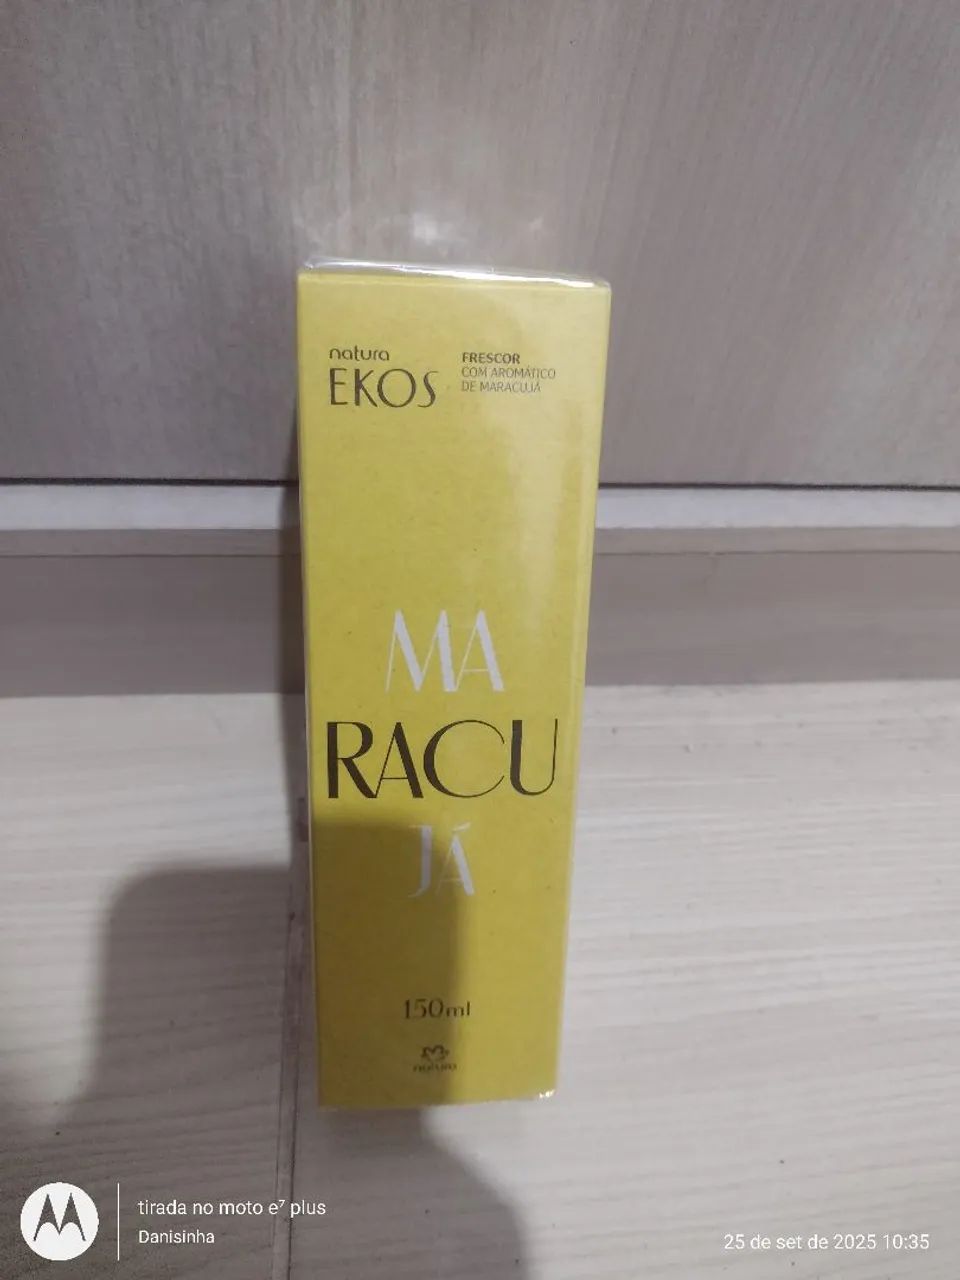 natura
EKOS
FRESCOR
COM AROMÁTICO
DE MARACUJÁ
MA
RACU
JÁ
150ml
natura
tirada no moto e⁷ plus
Danisinha
25 de set de 2025 10:35